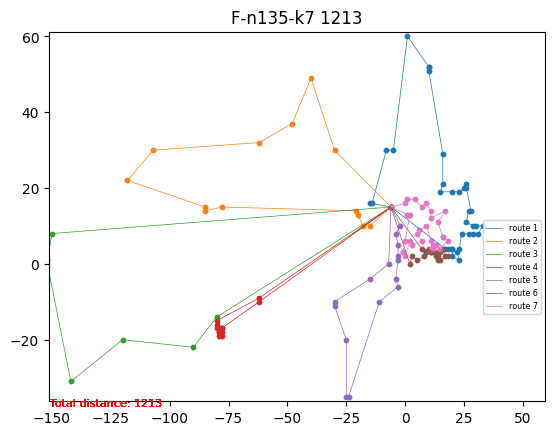 F-n135-k7 1213
60
40
20
0
−20
−150
−125
−100
−75
−50
−25
0
25
50
route 1
route 2
route 3
route 4
route 5
route 6
route 7
Total distance: 1213